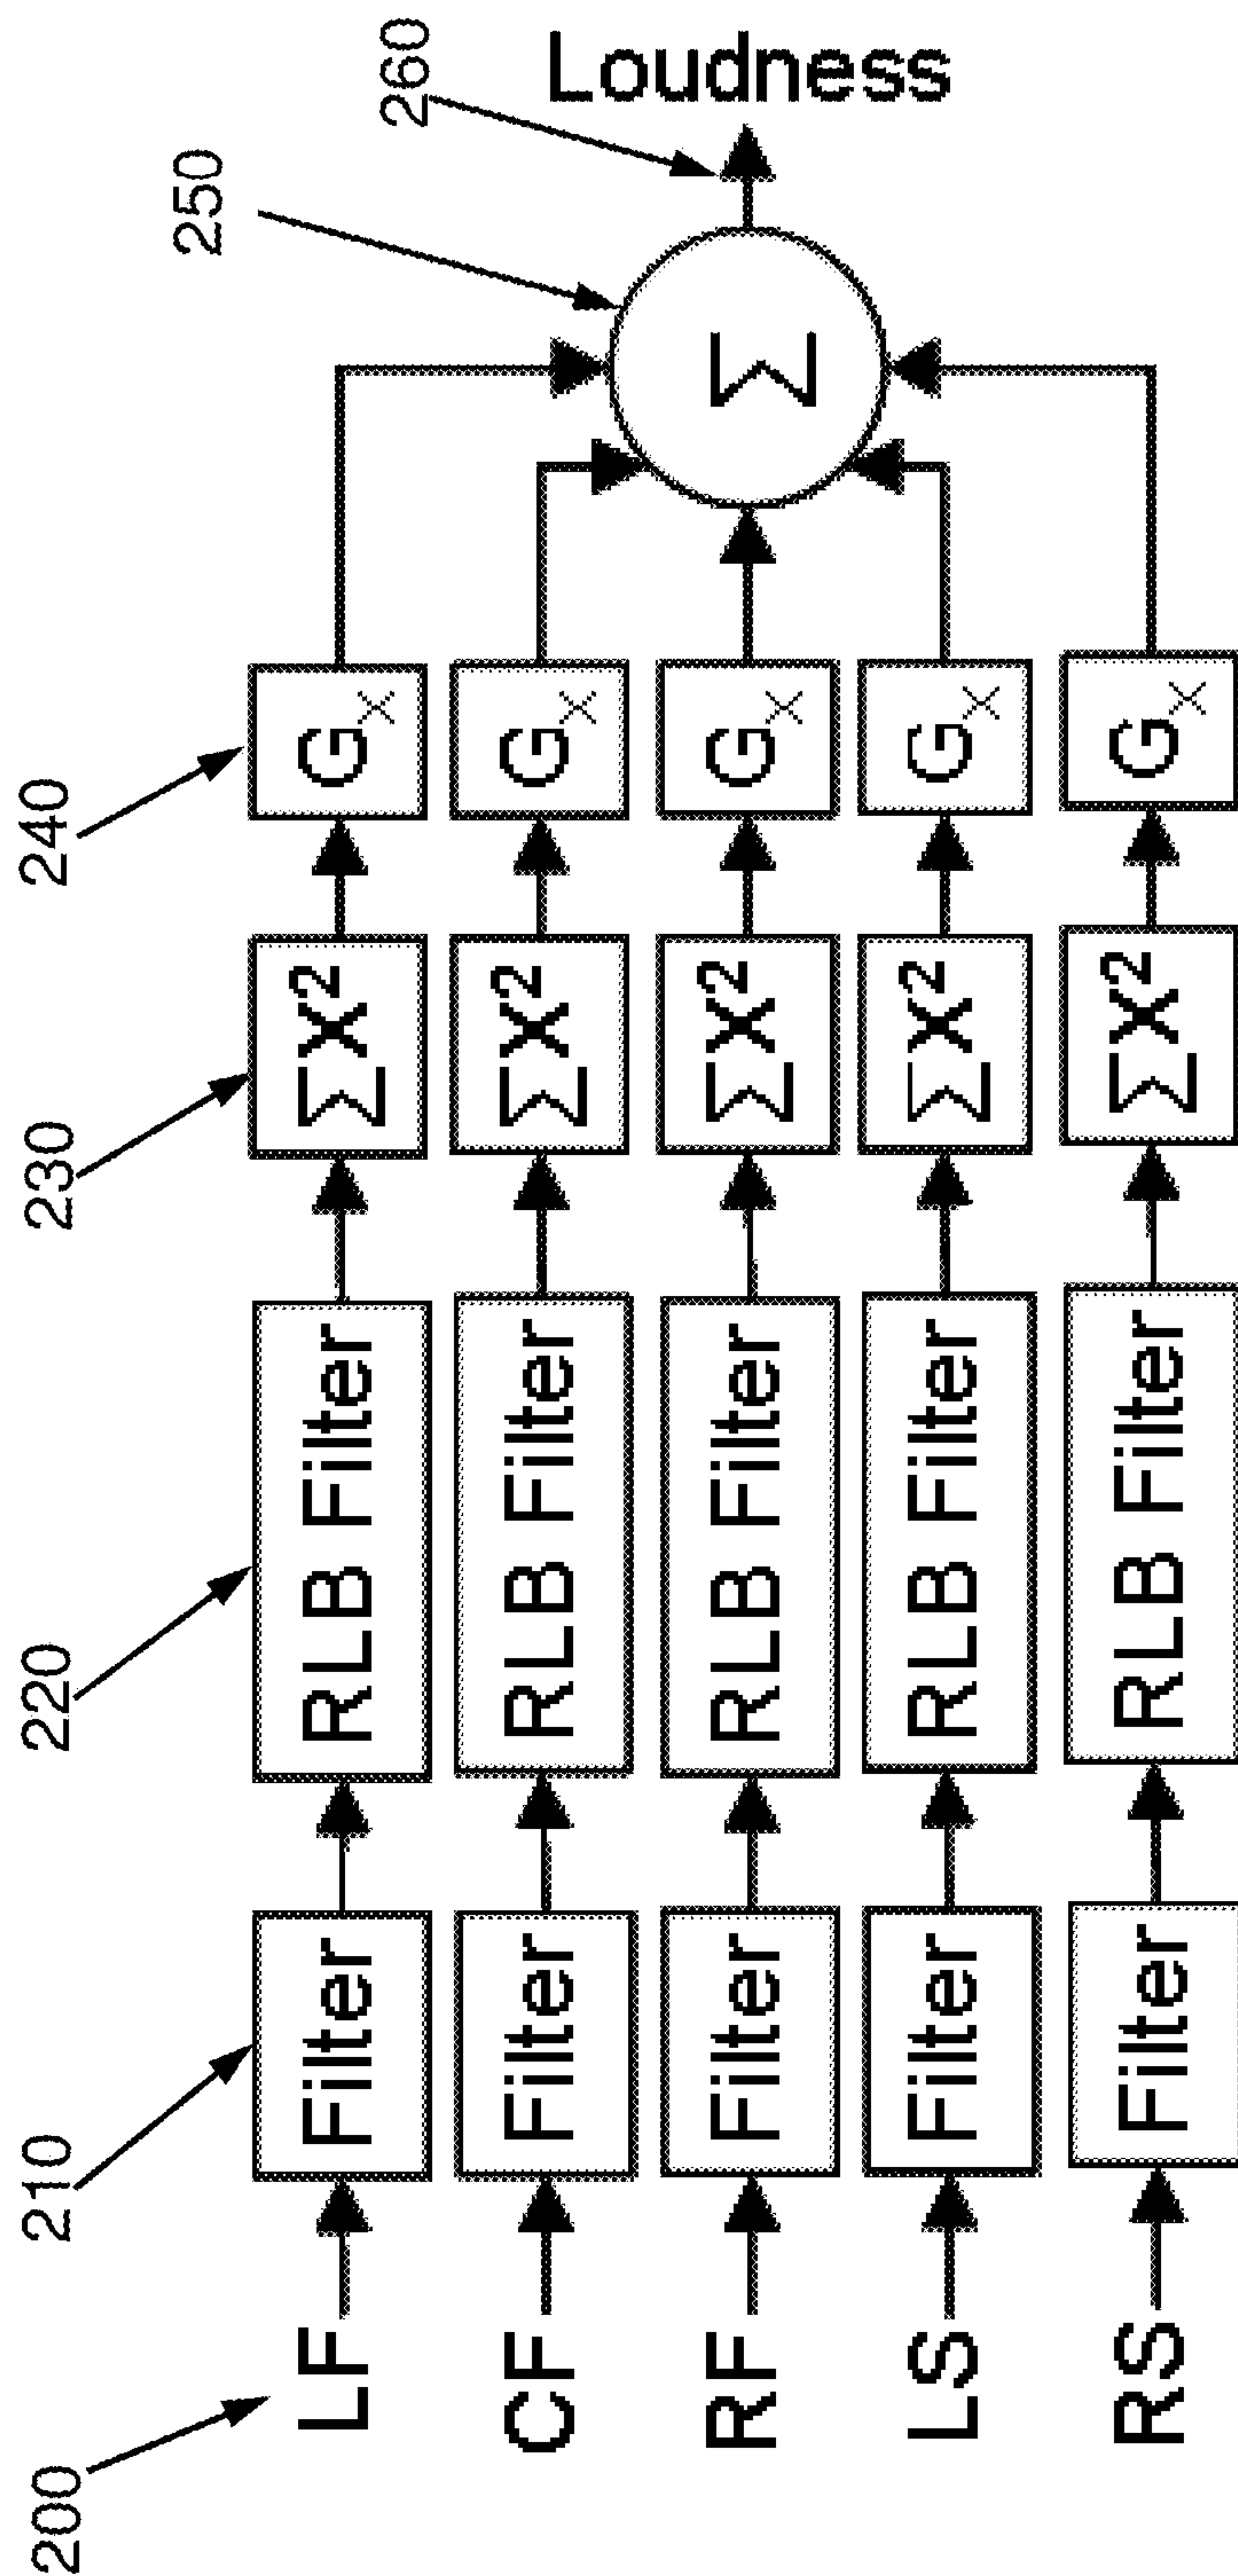 200
210
220
230
240
250
260
LF
Filter
RLB Filter
ΣX²
Gₓ
CF
Filter
RLB Filter
ΣX²
Gₓ
RF
Filter
RLB Filter
ΣX²
Gₓ
Σ
Loudness
LS
Filter
RLB Filter
ΣX²
Gₓ
RS
Filter
RLB Filter
ΣX²
Gₓ